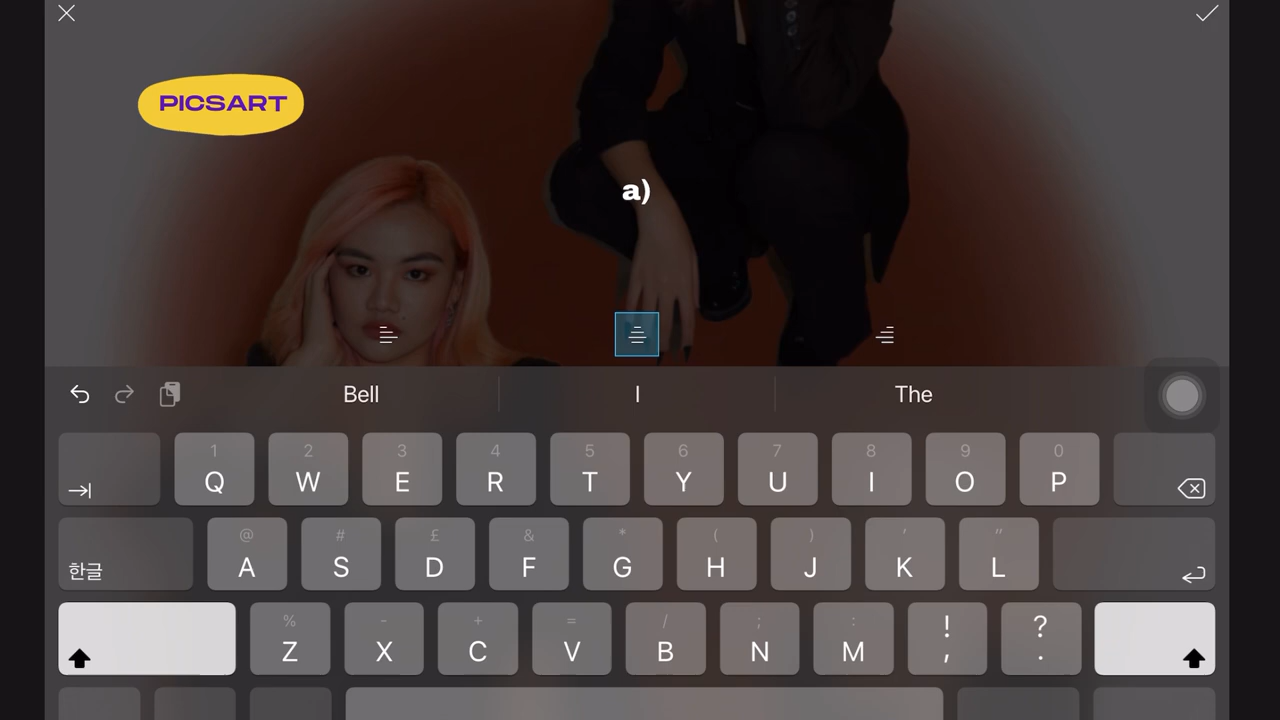 PICSART
a)
Bell I The
1 2 3 4 5 6 7 8 9 0
Q W E R T Y U I O P
@ # £ & * ( ) ' "
한글 A S D F G H J K L
% - + = / ; : ! ?
Z X C V B N M , .